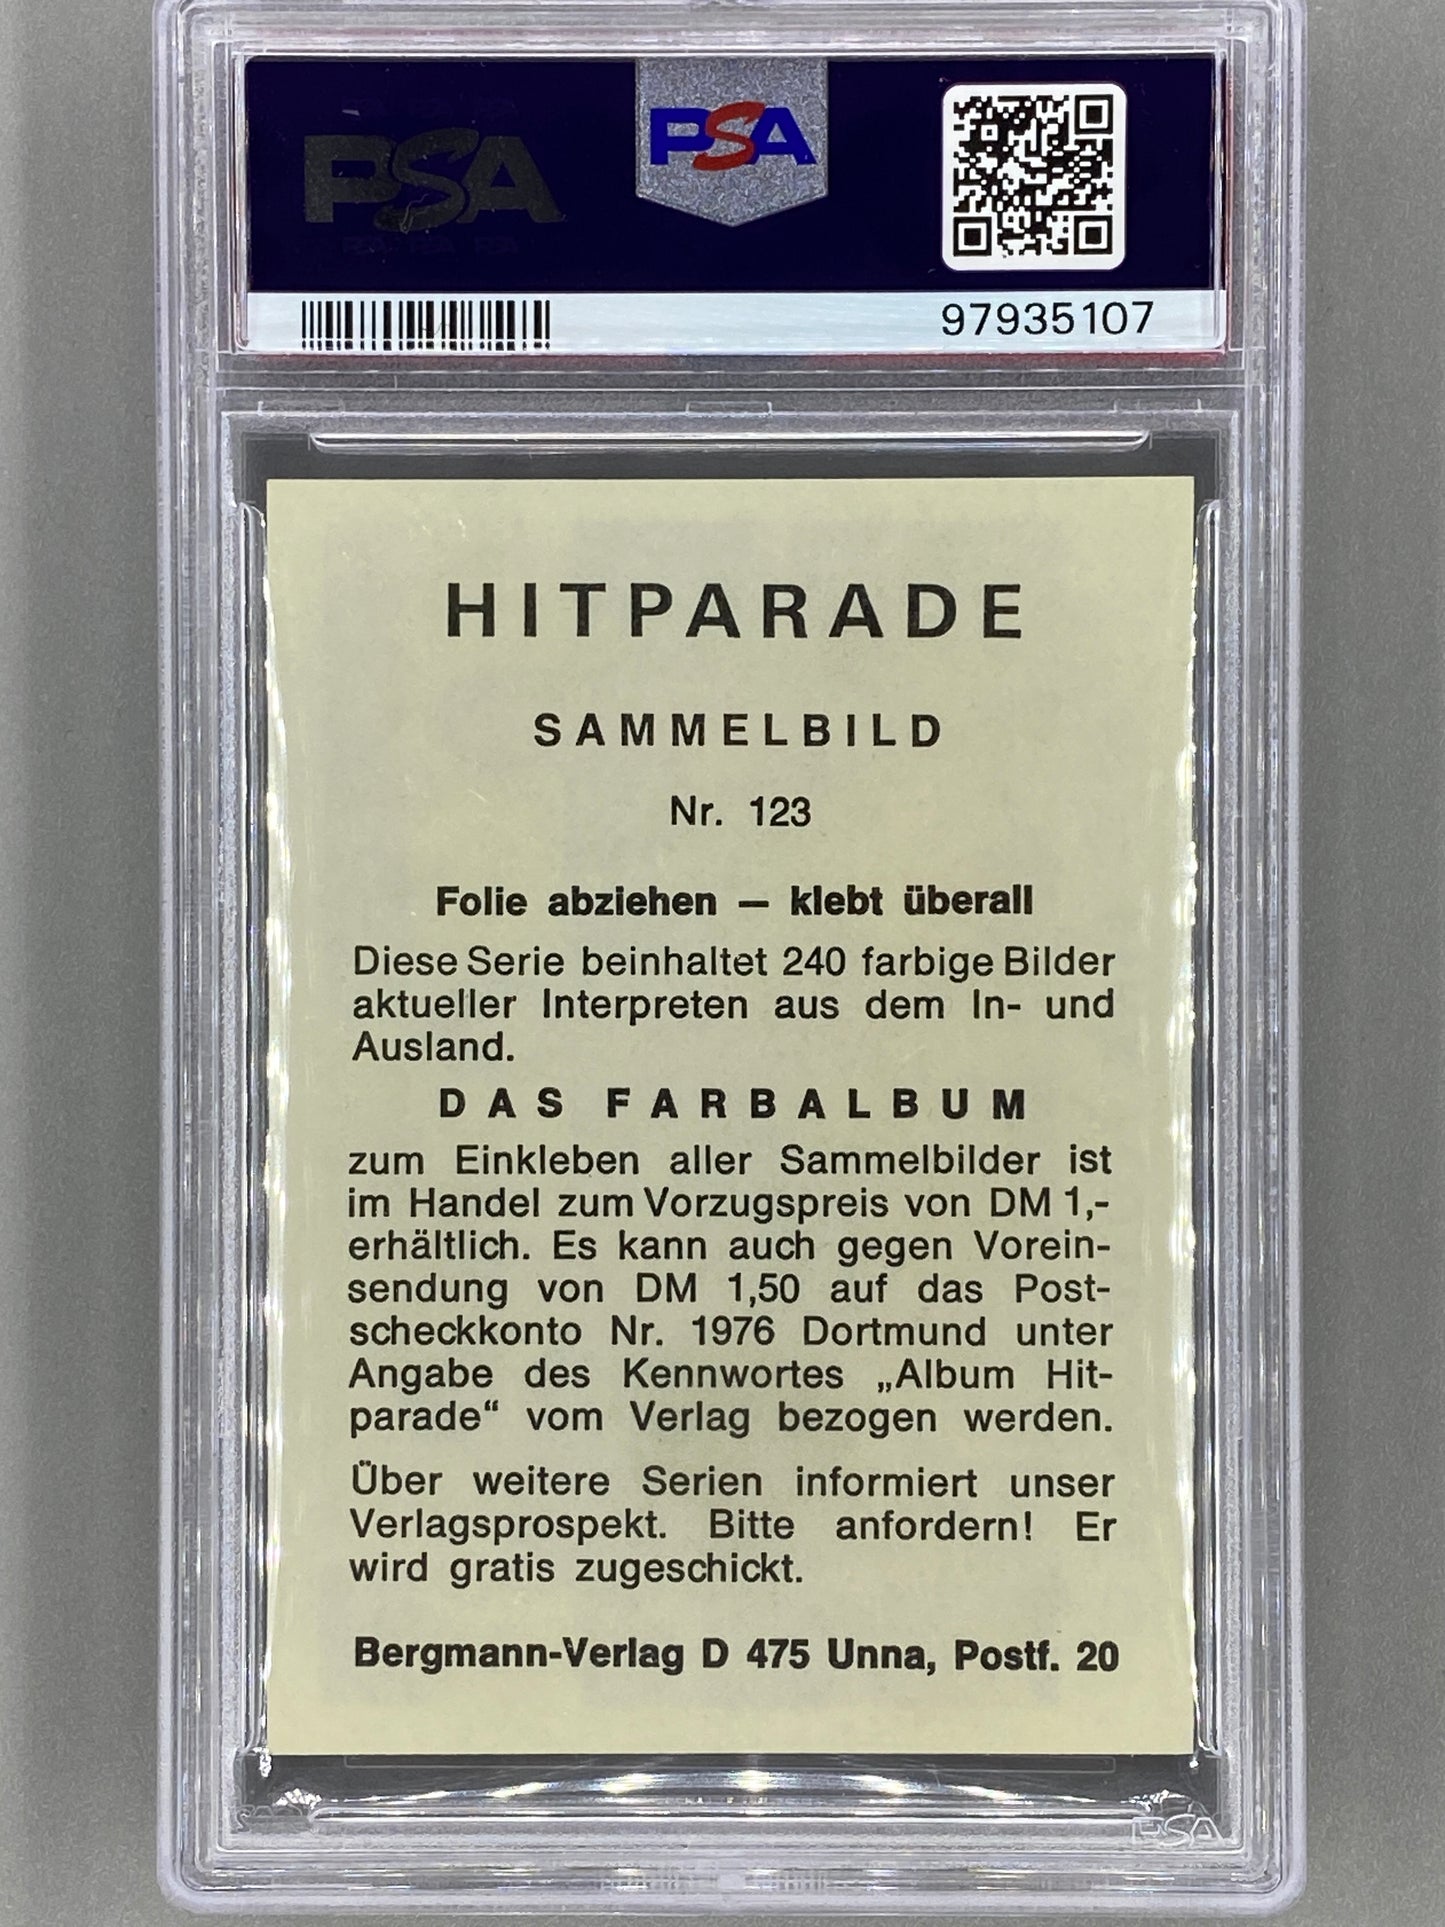 PSA
PSA
PSA PSA PSA
97935107
HITPARADE
SAMMELBILD
Nr. 123
Folie abziehen — klebt überall
Diese Serie beinhaltet 240 farbige Bilder
aktueller Interpreten aus dem In- und
Ausland.
DAS FARBALBUM
zum Einkleben aller Sammelbilder ist
im Handel zum Vorzugspreis von DM 1,-
erhältlich. Es kann auch gegen Vorein-
sendung von DM 1,50 auf das Post-
scheckkonto Nr. 1976 Dortmund unter
Angabe des Kennwortes „Album Hit-
parade“ vom Verlag bezogen werden.
Über weitere Serien informiert unser
Verlagsprospekt. Bitte anfordern! Er
wird gratis zugeschickt.
Bergmann-Verlag D 475 Unna, Postf. 20
PSA